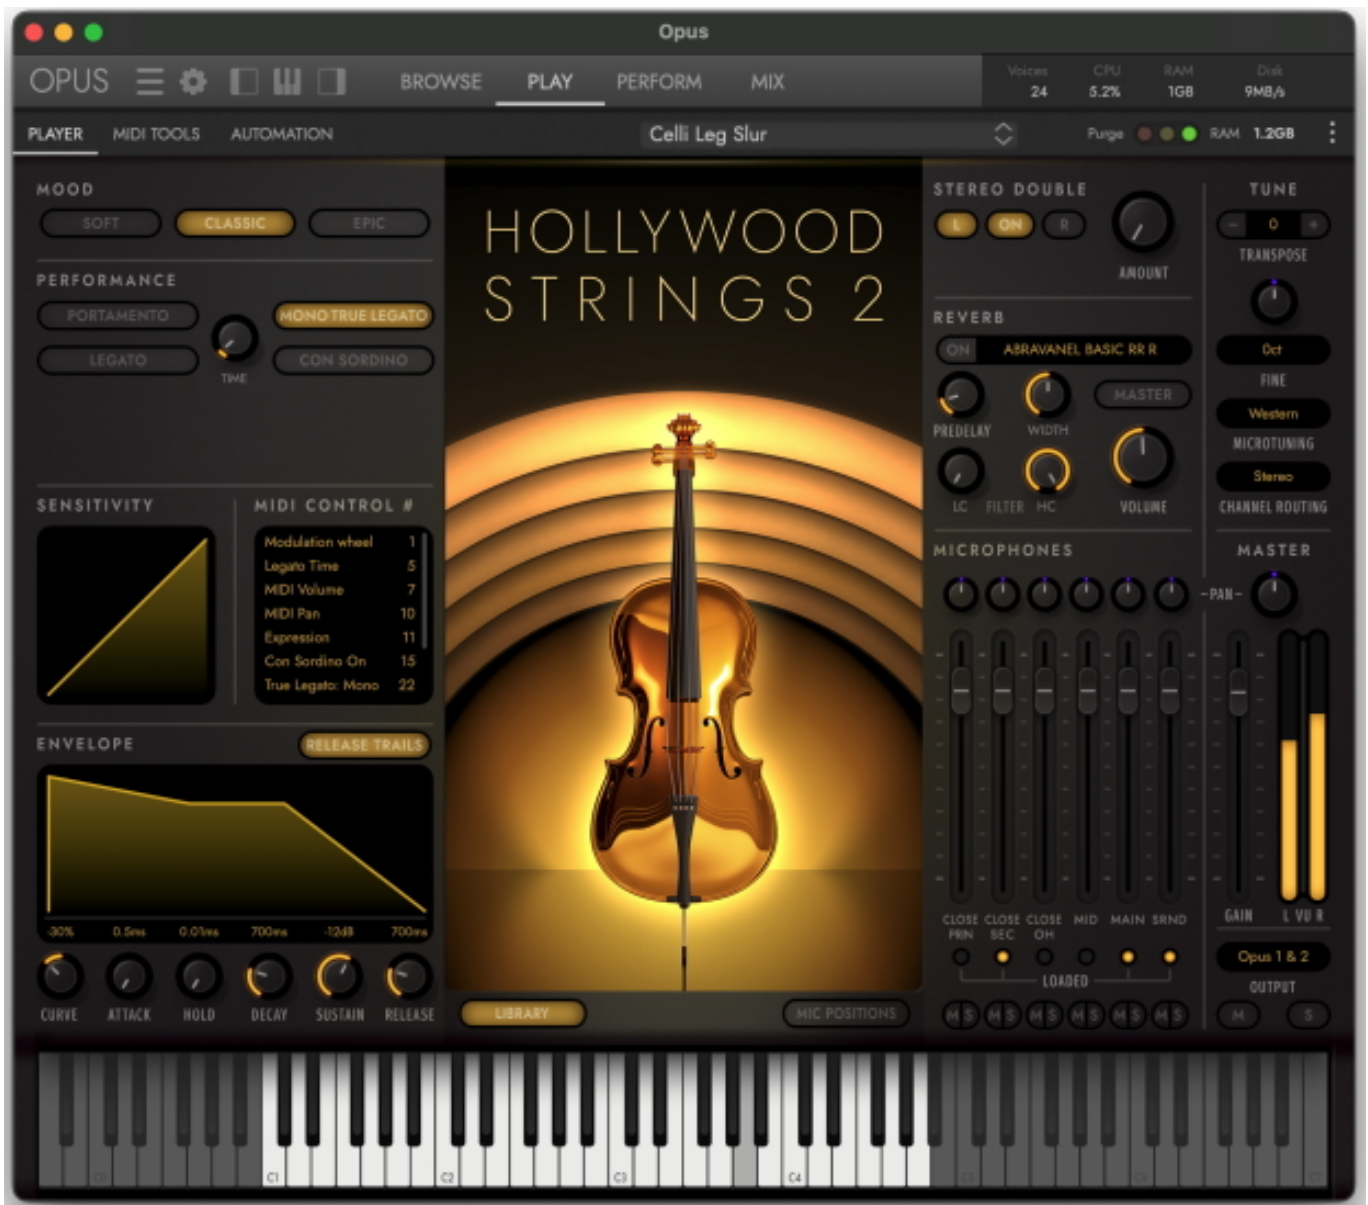 Opus
OPUS BROWSE PLAY PERFORM MIX
Voices CPU RAM Disk
24 5.2% 1GB 9MB/s
PLAYER MIDI TOOLS AUTOMATION Celli Leg Slur Purge RAM 1.2GB
MOOD
SOFT CLASSIC EPIC
PERFORMANCE
PORTAMENTO MONO TRUE LEGATO
LEGATO CON SORDINO
TIME
SENSITIVITY
MIDI CONTROL #
Modulation wheel 1
Legato Time 5
MIDI Volume 7
MIDI Pan 10
Expression 11
Con Sordino On 15
True Legato: Mono 22
ENVELOPE RELEASE TRAILS
-30% 0.5ms 0.01ms 700ms -12dB 700ms
CURVE ATTACK HOLD DECAY SUSTAIN RELEASE
HOLLYWOOD
STRINGS 2
LIBRARY MIC POSITIONS
STEREO DOUBLE
L ON R
AMOUNT
REVERB
ON ABRAVANEL BASIC RR R
MASTER
PREDELAY WIDTH
LC FILTER HC VOLUME
MICROPHONES
CLOSE PRN
CLOSE SEC
CLOSE OH
MID
MAIN
SRND
LOADED
M S M S M S M S M S M S
TUNE
- 0 +
TRANSPOSE
0ct
FINE
Western
MICROTUNING
Stereo
CHANNEL ROUTING
MASTER
-PAN-
GAIN L VU R
Opus 1 & 2
OUTPUT
M S
C0 C1 C2 C3 C4 C5 C6 C7